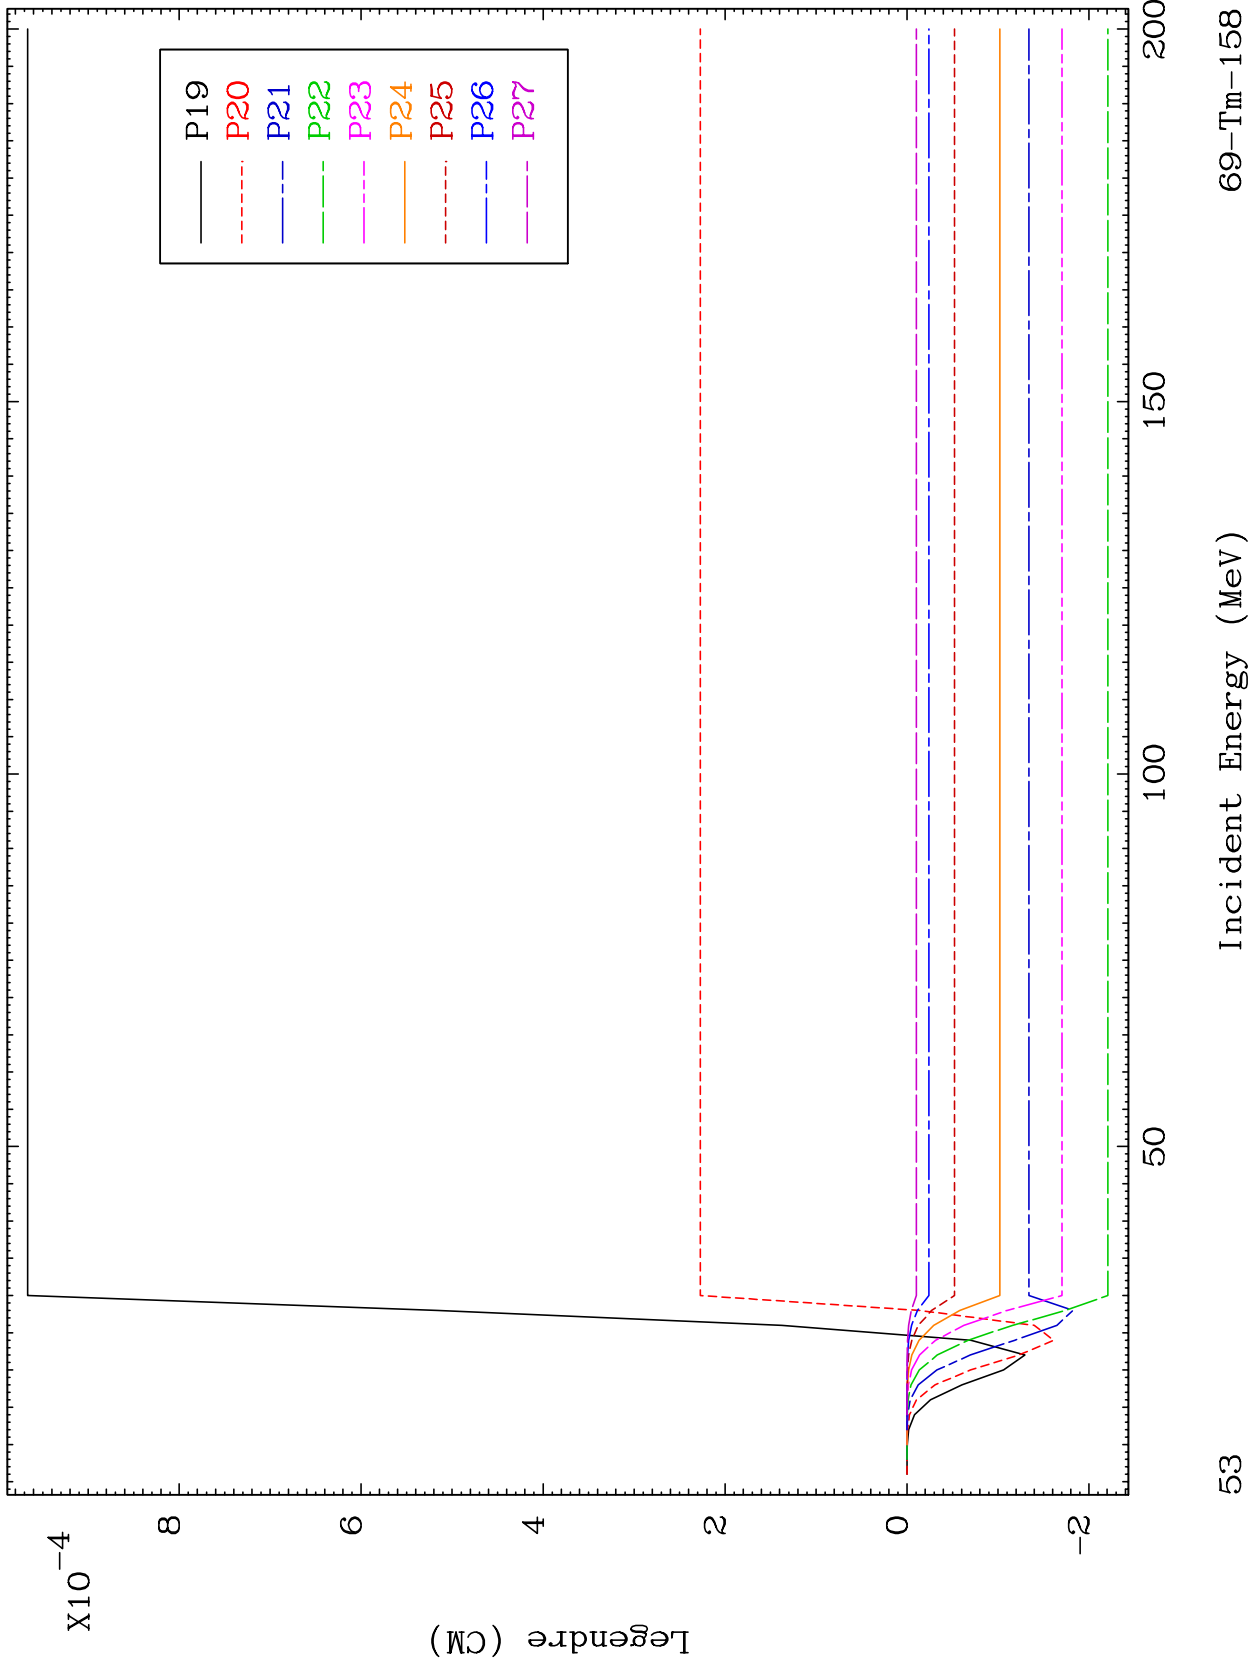 X10-4
8
6
4
2
0
-2
Legendre (CM)
P19
P20
P21
P22
P23
P24
P25
P26
P27
50
100
150
200
Incident Energy (MeV)
53
69-Tm-158